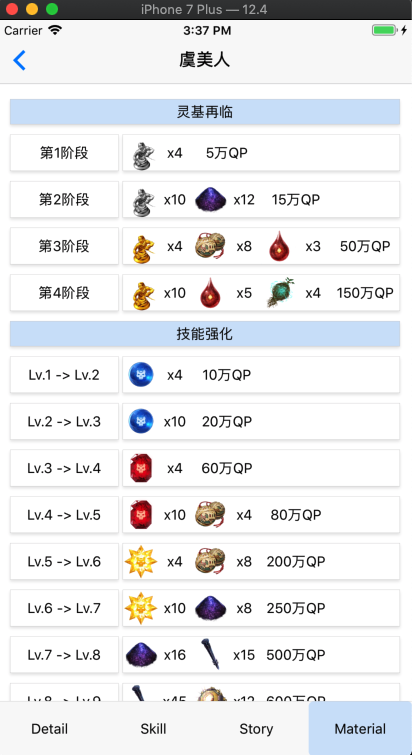 iPhone 7 Plus — 12.4
Carrier 3:37 PM
虞美人
灵基再临
第1阶段 x4 5万QP
第2阶段 x10 x12 15万QP
第3阶段 x4 x8 x3 50万QP
第4阶段 x10 x5 x4 150万QP
技能强化
Lv.1 -> Lv.2 x4 10万QP
Lv.2 -> Lv.3 x10 20万QP
Lv.3 -> Lv.4 x4 60万QP
Lv.4 -> Lv.5 x10 x4 80万QP
Lv.5 -> Lv.6 x4 x8 200万QP
Lv.6 -> Lv.7 x10 x8 250万QP
Lv.7 -> Lv.8 x16 x15 500万QP
Lv.8 -> Lv.9 x45 x12 600万QP
Detail Skill Story Material